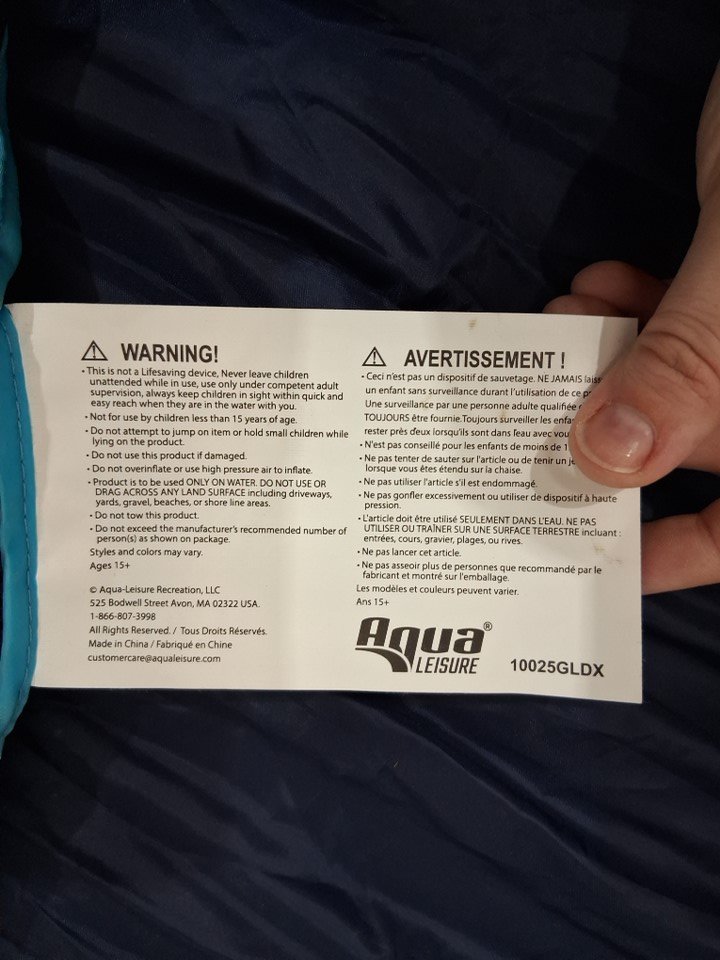 WARNING!
• This is not a Lifesaving device, Never leave children
unattended while in use, use only under competent adult
supervision, always keep children in sight within quick and
easy reach when they are in the water with you.
• Not for use by children less than 15 years of age.
• Do not attempt to jump on item or hold small children while
lying on the product.
• Do not use this product if damaged.
• Do not overinflate or use high pressure air to inflate.
• Product is to be used ONLY ON WATER. DO NOT USE OR
DRAG ACROSS ANY LAND SURFACE including driveways,
yards, gravel, beaches, or shore line areas.
• Do not tow this product.
• Do not exceed the manufacturer's recommended number of
person(s) as shown on package.
Styles and colors may vary.
Ages 15+
© Aqua-Leisure Recreation, LLC
525 Bodwell Street Avon, MA 02322 USA.
1-866-807-3998
All Rights Reserved. / Tous Droits Réservés.
Made in China / Fabriqué en Chine
customercare@aqualeisure.com
AVERTISSEMENT !
• Ceci n'est pas un dispositif de sauvetage. NE JAMAIS
un enfant sans surveillance durant l'utilisation de ce
Une surveillance par une personne adulte qualifiée
TOUJOURS être fournie.Toujours surveiller les
rester près d'eux lorsqu'ils sont dans l'eau avec
• N'est pas conseillé pour les enfants de moins de
• Ne pas tenter de sauter sur l'article ou de tenir un
lorsque vous êtes étendu sur la chaise.
• Ne pas utiliser l'article s'il est endommagé.
• Ne pas gonfler excessivement ou utiliser de dispositif à haute
pression.
• L'article doit être utilisé SEULEMENT DANS L'EAU. NE PAS
UTILISER OU TRAÎNER SUR UNE SURFACE TERRESTRE incluant :
entrées, cours, gravier, plages, ou rives.
• Ne pas lancer cet article.
• Ne pas asseoir plus de personnes que recommandé par le
fabricant et montré sur l'emballage.
Les modèles et couleurs peuvent varier.
Ans 15+
Aqua®
LEISURE
10025GLDX